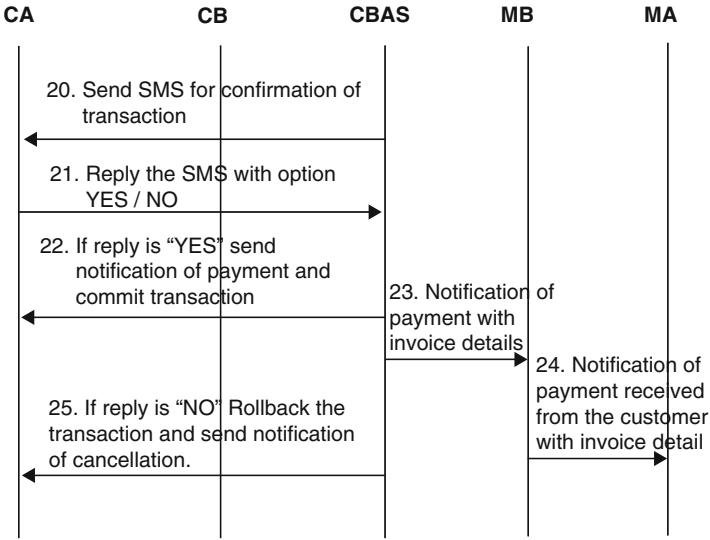 CA CB CBAS MB MA
20. Send SMS for confirmation of
transaction
21. Reply the SMS with option
YES / NO
22. If reply is “YES” send
notification of payment and
commit transaction
23. Notification of
payment with
invoice details
24. Notification of
payment received
from the customer
with invoice detail
25. If reply is “NO” Rollback the
transaction and send notification
of cancellation.